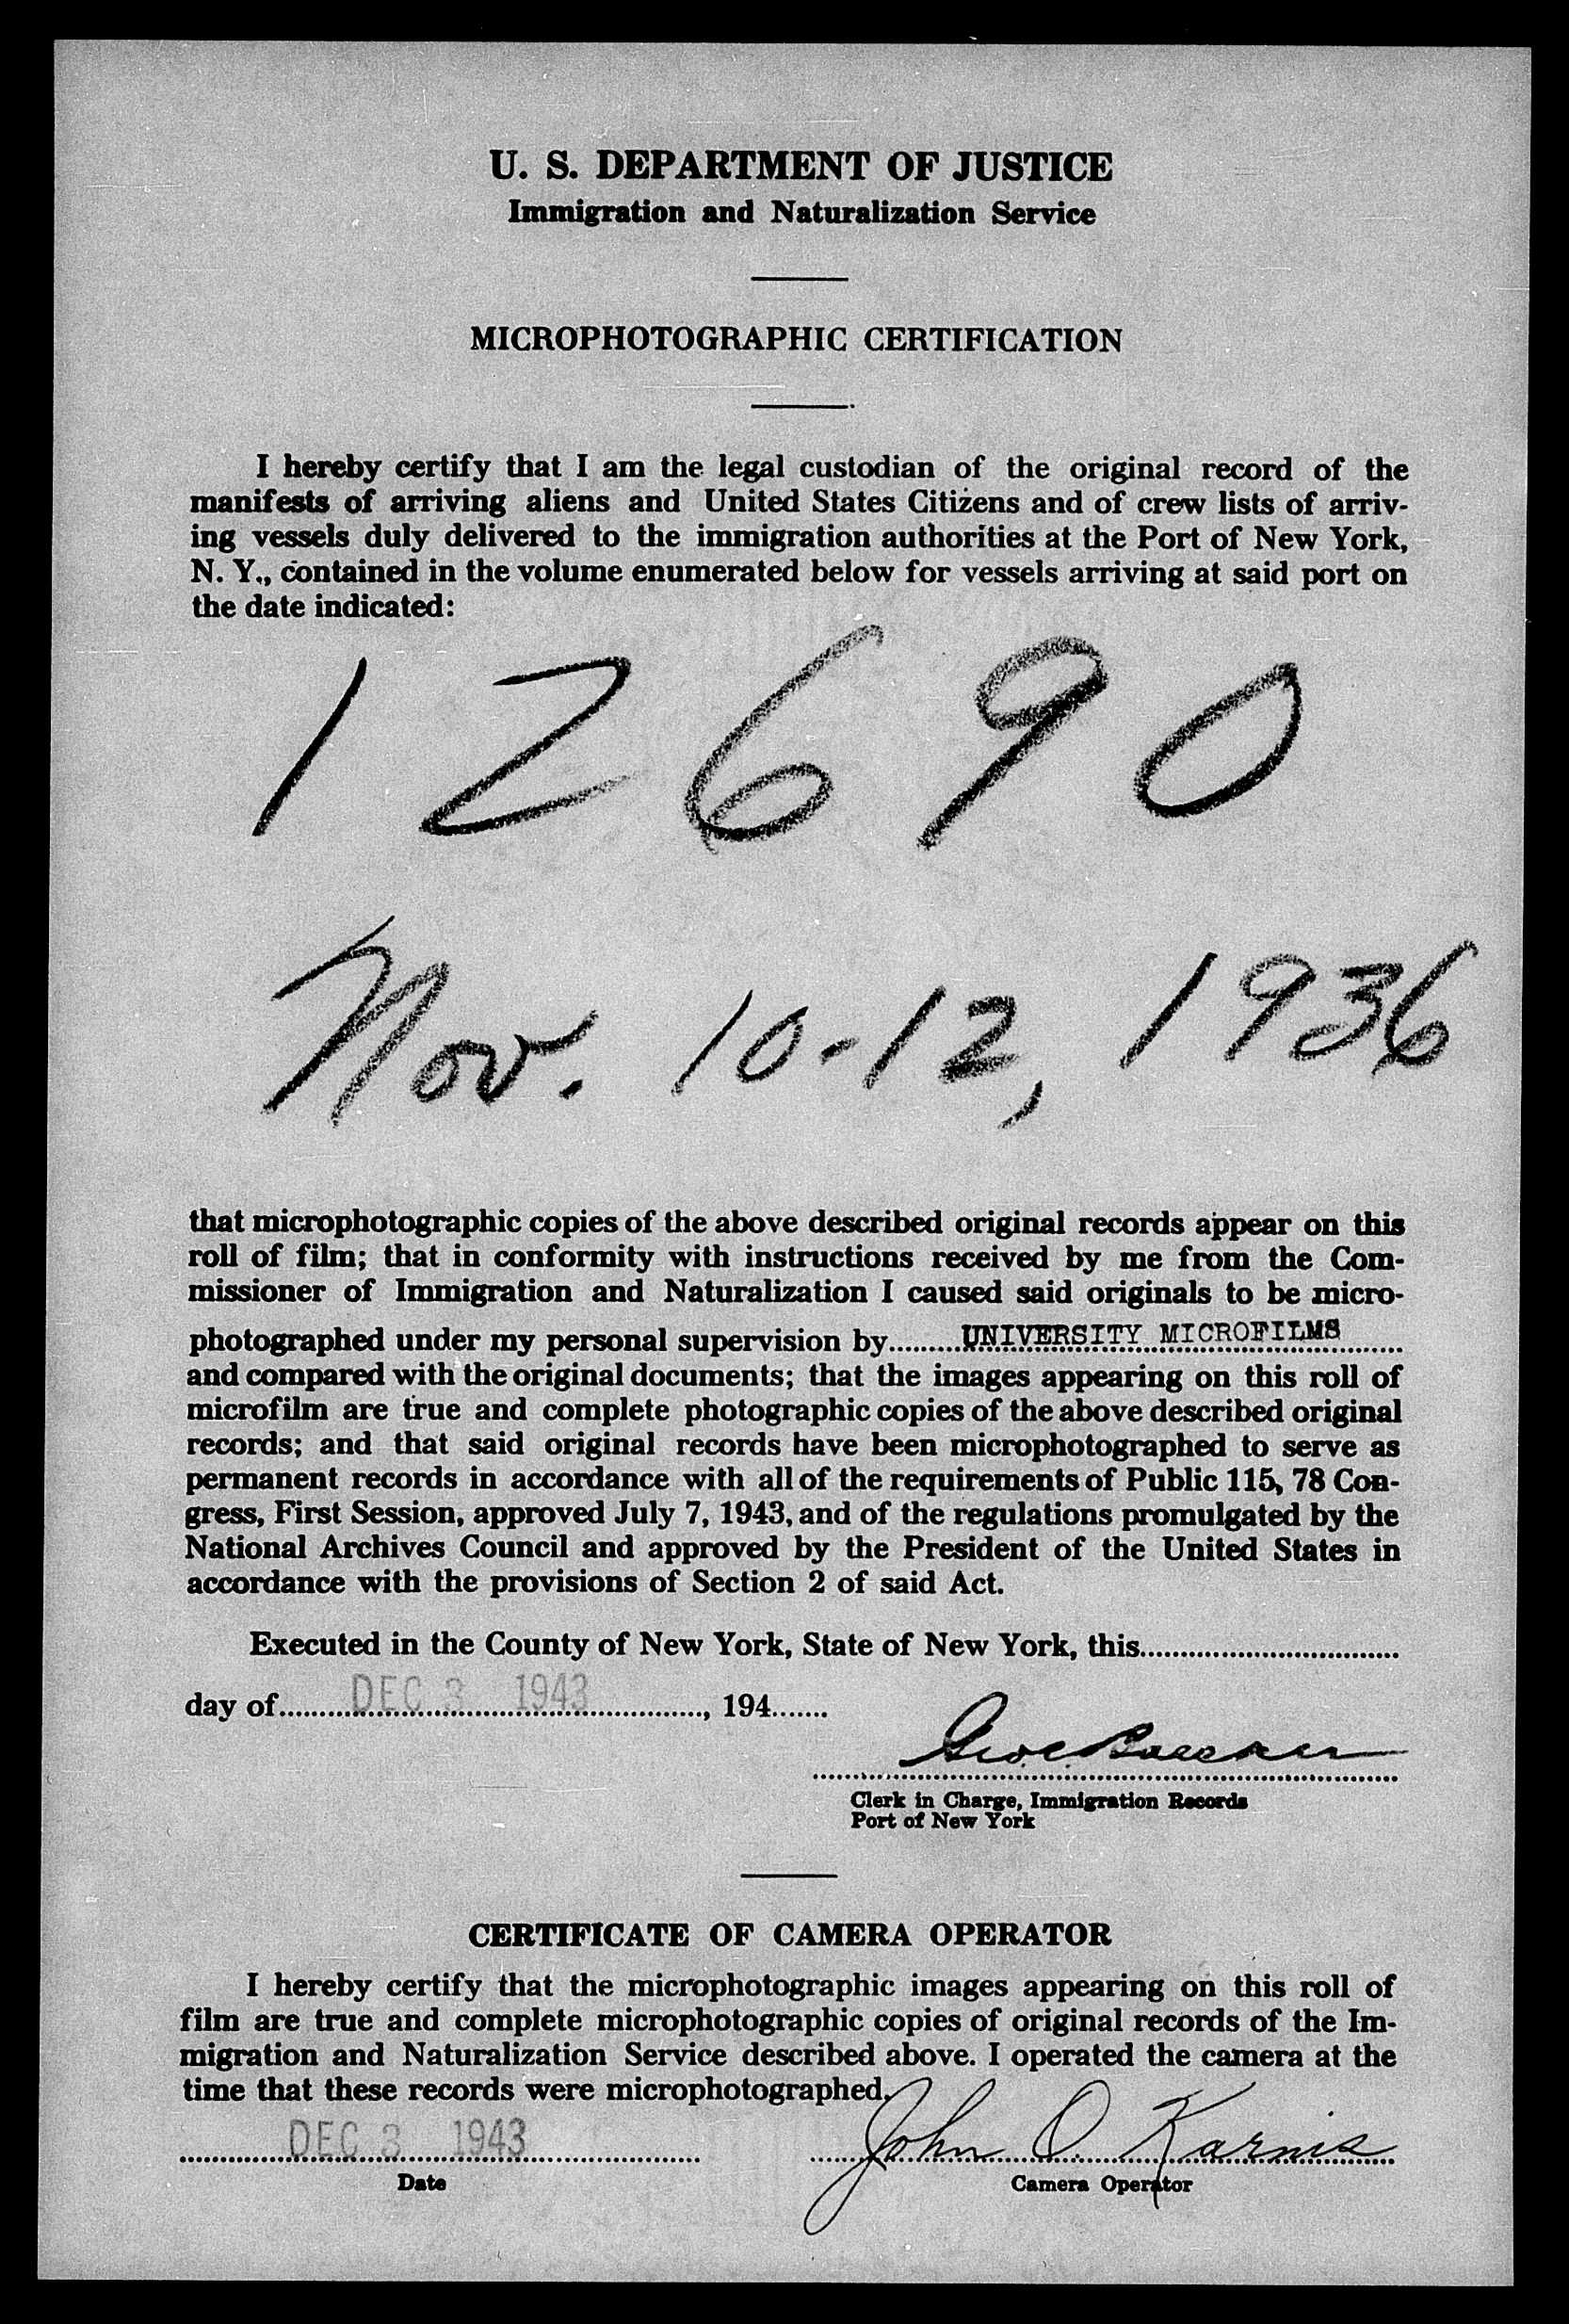 U. S. DEPARTMENT OF JUSTICE
Immigration and Naturalization Service
MICROPHOTOGRAPHIC CERTIFICATION
I hereby certify that I am the legal custodian of the original record of the
manifests of arriving aliens and United States Citizens and of crew lists of arriv-
ing vessels duly delivered to the immigration authorities at the Port of New York,
N. Y., contained in the volume enumerated below for vessels arriving at said port on
the date indicated:
12690
Nov. 10-12, 1936
that microphotographic copies of the above described original records appear on this
roll of film; that in conformity with instructions received by me from the Com-
missioner of Immigration and Naturalization I caused said originals to be micro-
photographed under my personal supervision by.........UNIVERSITY MICROFILMS
and compared with the original documents; that the images appearing on this roll of
microfilm are true and complete photographic copies of the above described original
records; and that said original records have been microphotographed to serve as
permanent records in accordance with all of the requirements of Public 115, 78 Con-
gress, First Session, approved July 7, 1943, and of the regulations promulgated by the
National Archives Council and approved by the President of the United States in
accordance with the provisions of Section 2 of said Act.
Executed in the County of New York, State of New York, this................................
day of.........DEC 3 1943..............., 194.......
Clerk in Charge, Immigration Records
Port of New York
CERTIFICATE OF CAMERA OPERATOR
I hereby certify that the microphotographic images appearing on this roll of
film are true and complete microphotographic copies of original records of the Im-
migration and Naturalization Service described above. I operated the camera at the
time that these records were microphotographed.
DEC 3 1943 John O. Karnis
Date Camera Operator